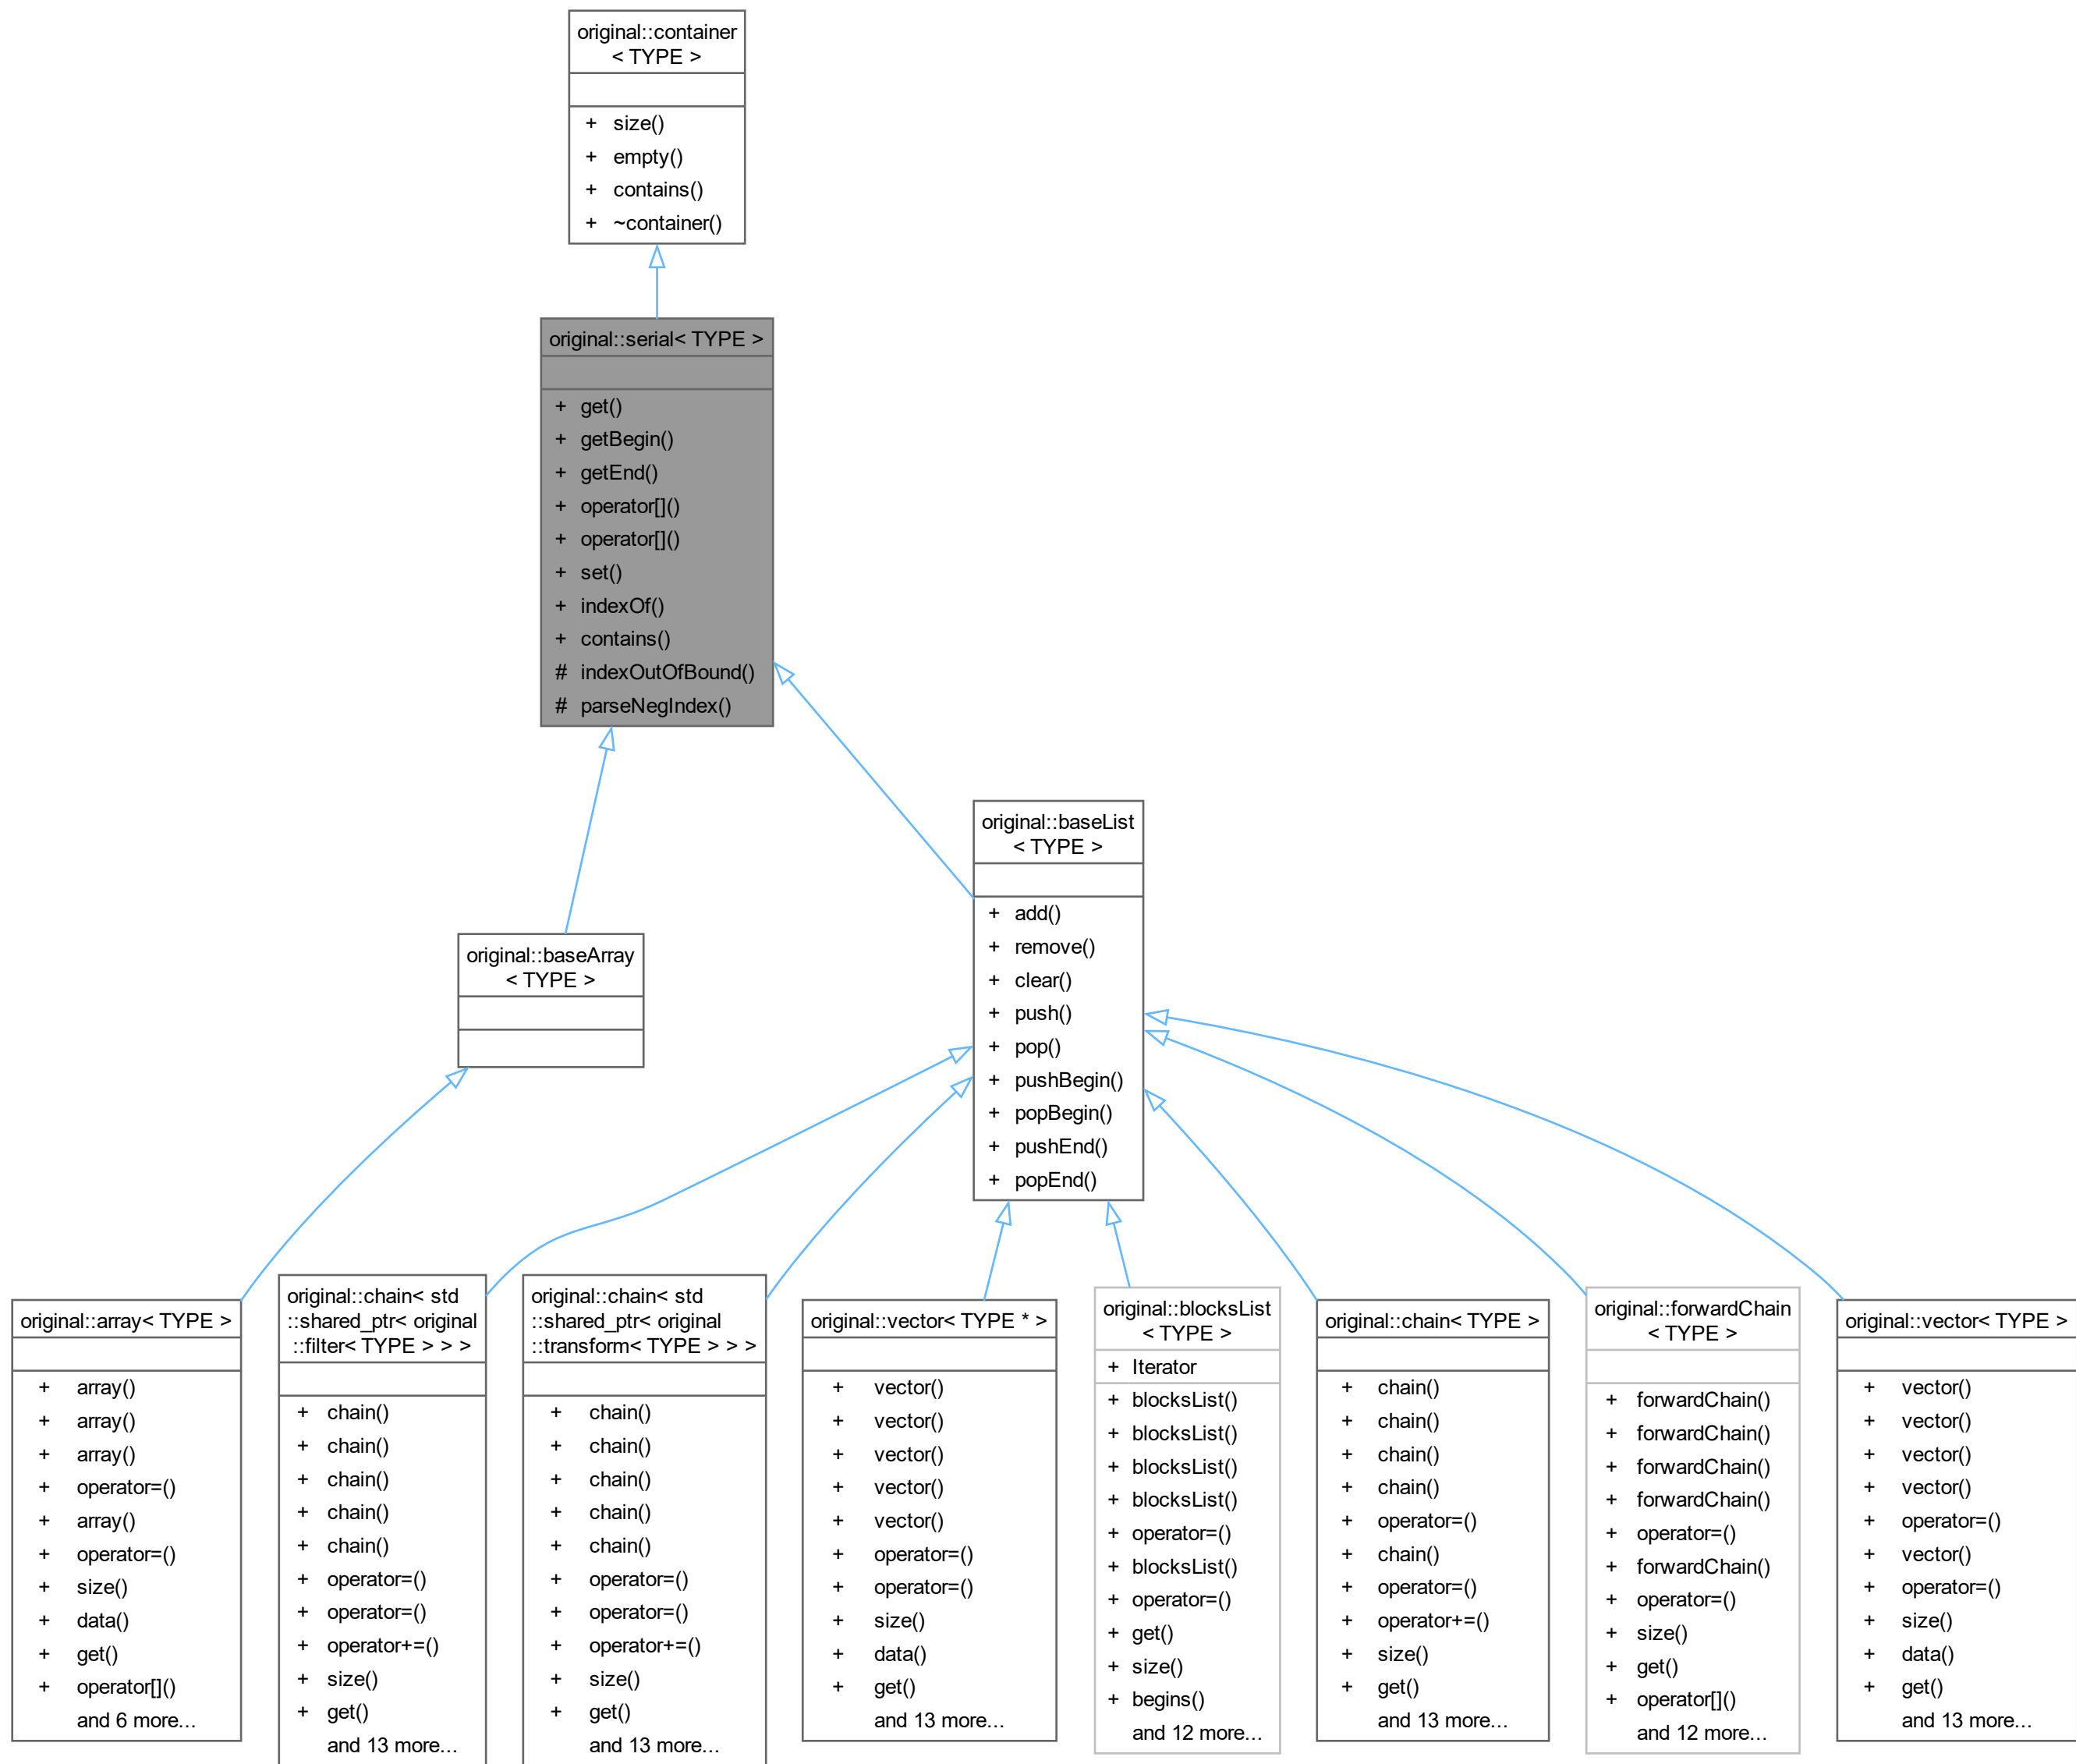 original::container
< TYPE >
+ size()
+ empty()
+ contains()
+ ~container()
original::serial< TYPE >
+ get()
+ getBegin()
+ getEnd()
+ operator[]()
+ operator[]()
+ set()
+ indexOf()
+ contains()
# indexOutOfBound()
# parseNegIndex()
original::baseList
< TYPE >
+ add()
+ remove()
+ clear()
+ push()
+ pop()
+ pushBegin()
+ popBegin()
+ pushEnd()
+ popEnd()
original::baseArray
< TYPE >
original::array< TYPE >
+ array()
+ array()
+ array()
+ operator=()
+ array()
+ operator=()
+ size()
+ data()
+ get()
+ operator[]()
and 6 more...
original::chain< std
::shared_ptr< original
::filter< TYPE > > >
+ chain()
+ chain()
+ chain()
+ chain()
+ chain()
+ operator=()
+ operator=()
+ operator+=()
+ size()
+ get()
and 13 more...
original::chain< std
::shared_ptr< original
::transform< TYPE > > >
+ chain()
+ chain()
+ chain()
+ chain()
+ chain()
+ operator=()
+ operator=()
+ operator+=()
+ size()
+ get()
and 13 more...
original::vector< TYPE * >
+ vector()
+ vector()
+ vector()
+ vector()
+ vector()
+ operator=()
+ operator=()
+ size()
+ data()
+ get()
and 13 more...
original::blocksList
< TYPE >
+ Iterator
+ blocksList()
+ blocksList()
+ blocksList()
+ blocksList()
+ operator=()
+ blocksList()
+ operator=()
+ get()
+ size()
+ begins()
and 12 more...
original::chain< TYPE >
+ chain()
+ chain()
+ chain()
+ chain()
+ operator=()
+ chain()
+ operator=()
+ operator+=()
+ size()
+ get()
and 13 more...
original::forwardChain
< TYPE >
+ forwardChain()
+ forwardChain()
+ forwardChain()
+ forwardChain()
+ operator=()
+ forwardChain()
+ operator=()
+ size()
+ get()
+ operator[]()
and 12 more...
original::vector< TYPE >
+ vector()
+ vector()
+ vector()
+ vector()
+ operator=()
+ vector()
+ operator=()
+ size()
+ data()
+ get()
and 13 more...